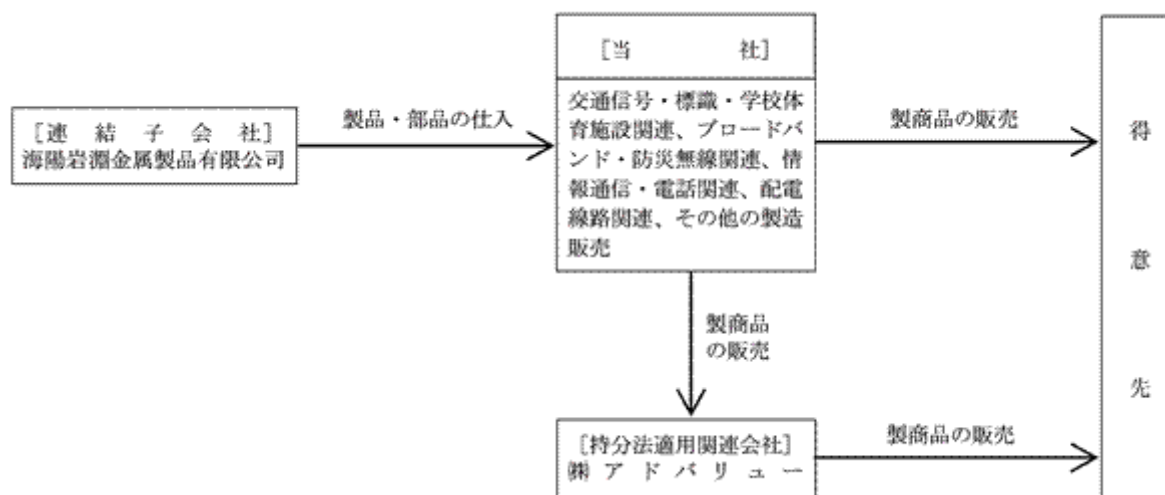 [連結子会社]
海陽岩淵金属製品有限公司
製品・部品の仕入
[当社]
交通信号・標識・学校体
育施設関連、ブロードバ
ンド・防災無線関連、情
報通信・電話関連、配電
線路関連、その他の製造
販売
製商品の販売
製商品
の販売
[持分法適用関連会社]
㈱アドバリュー
製商品の販売
得意先